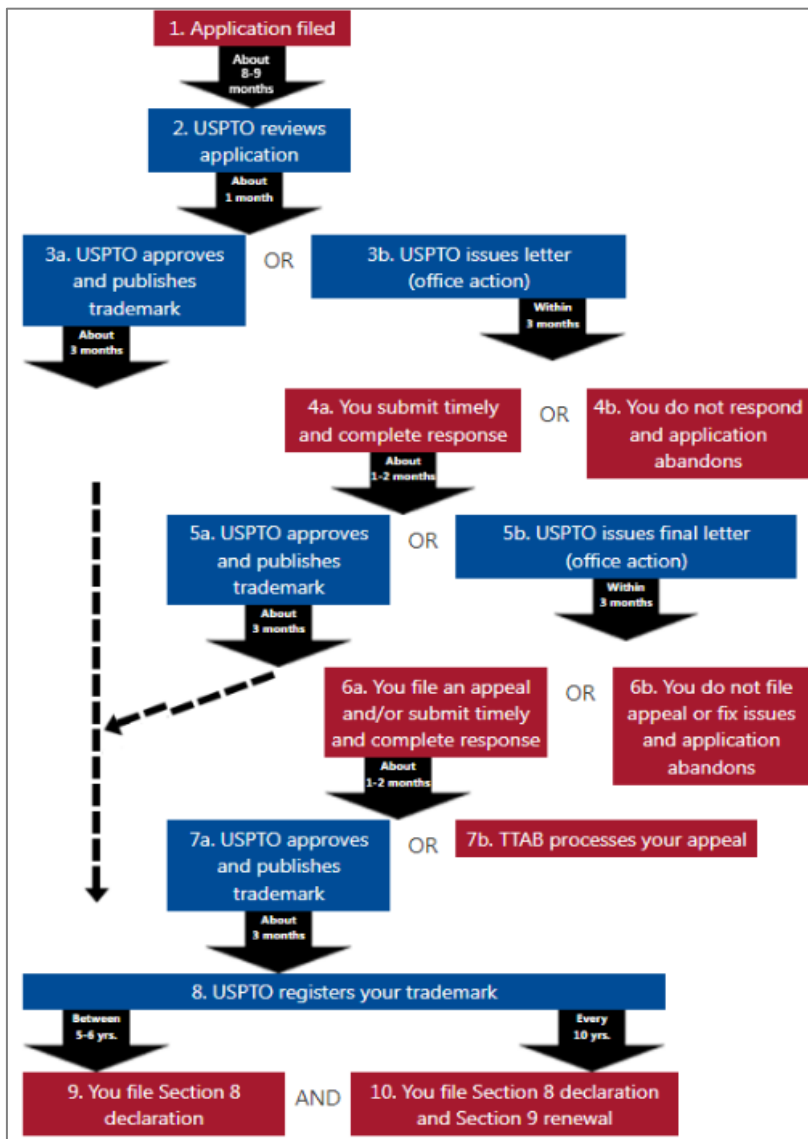 1. Application filed
About
8-9
months
2. USPTO reviews
application
About
1 month
3a. USPTO approves
and publishes
trademark
OR
3b. USPTO issues letter
(office action)
About
3 months
Within
3 months
4a. You submit timely
and complete response
OR
4b. You do not respond
and application
abandons
About
1-2 months
5a. USPTO approves
and publishes
trademark
OR
5b. USPTO issues final letter
(office action)
About
3 months
Within
3 months
6a. You file an appeal
and/or submit timely
and complete response
OR
6b. You do not file
appeal or fix issues
and application
abandons
About
1-2 months
7a. USPTO approves
and publishes
trademark
OR
7b. TTAB processes your appeal
About
3 months
8. USPTO registers your trademark
Between
5-6 yrs.
Every
10 yrs.
9. You file Section 8
declaration
AND
10. You file Section 8 declaration
and Section 9 renewal